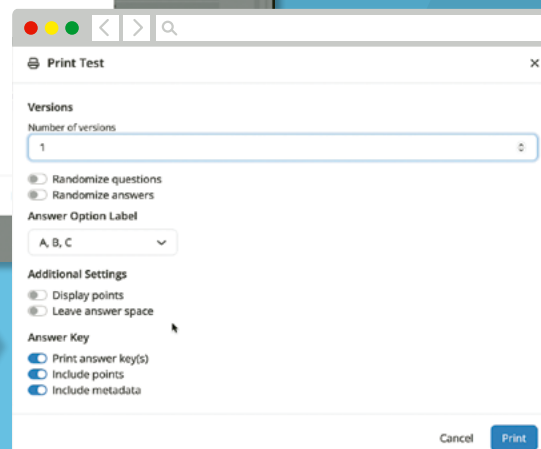 Print Test
Versions
Number of versions
1
Randomize questions
Randomize answers
Answer Option Label
A, B, C
Additional Settings
Display points
Leave answer space
Answer Key
Print answer key(s)
Include points
Include metadata
Cancel
Print